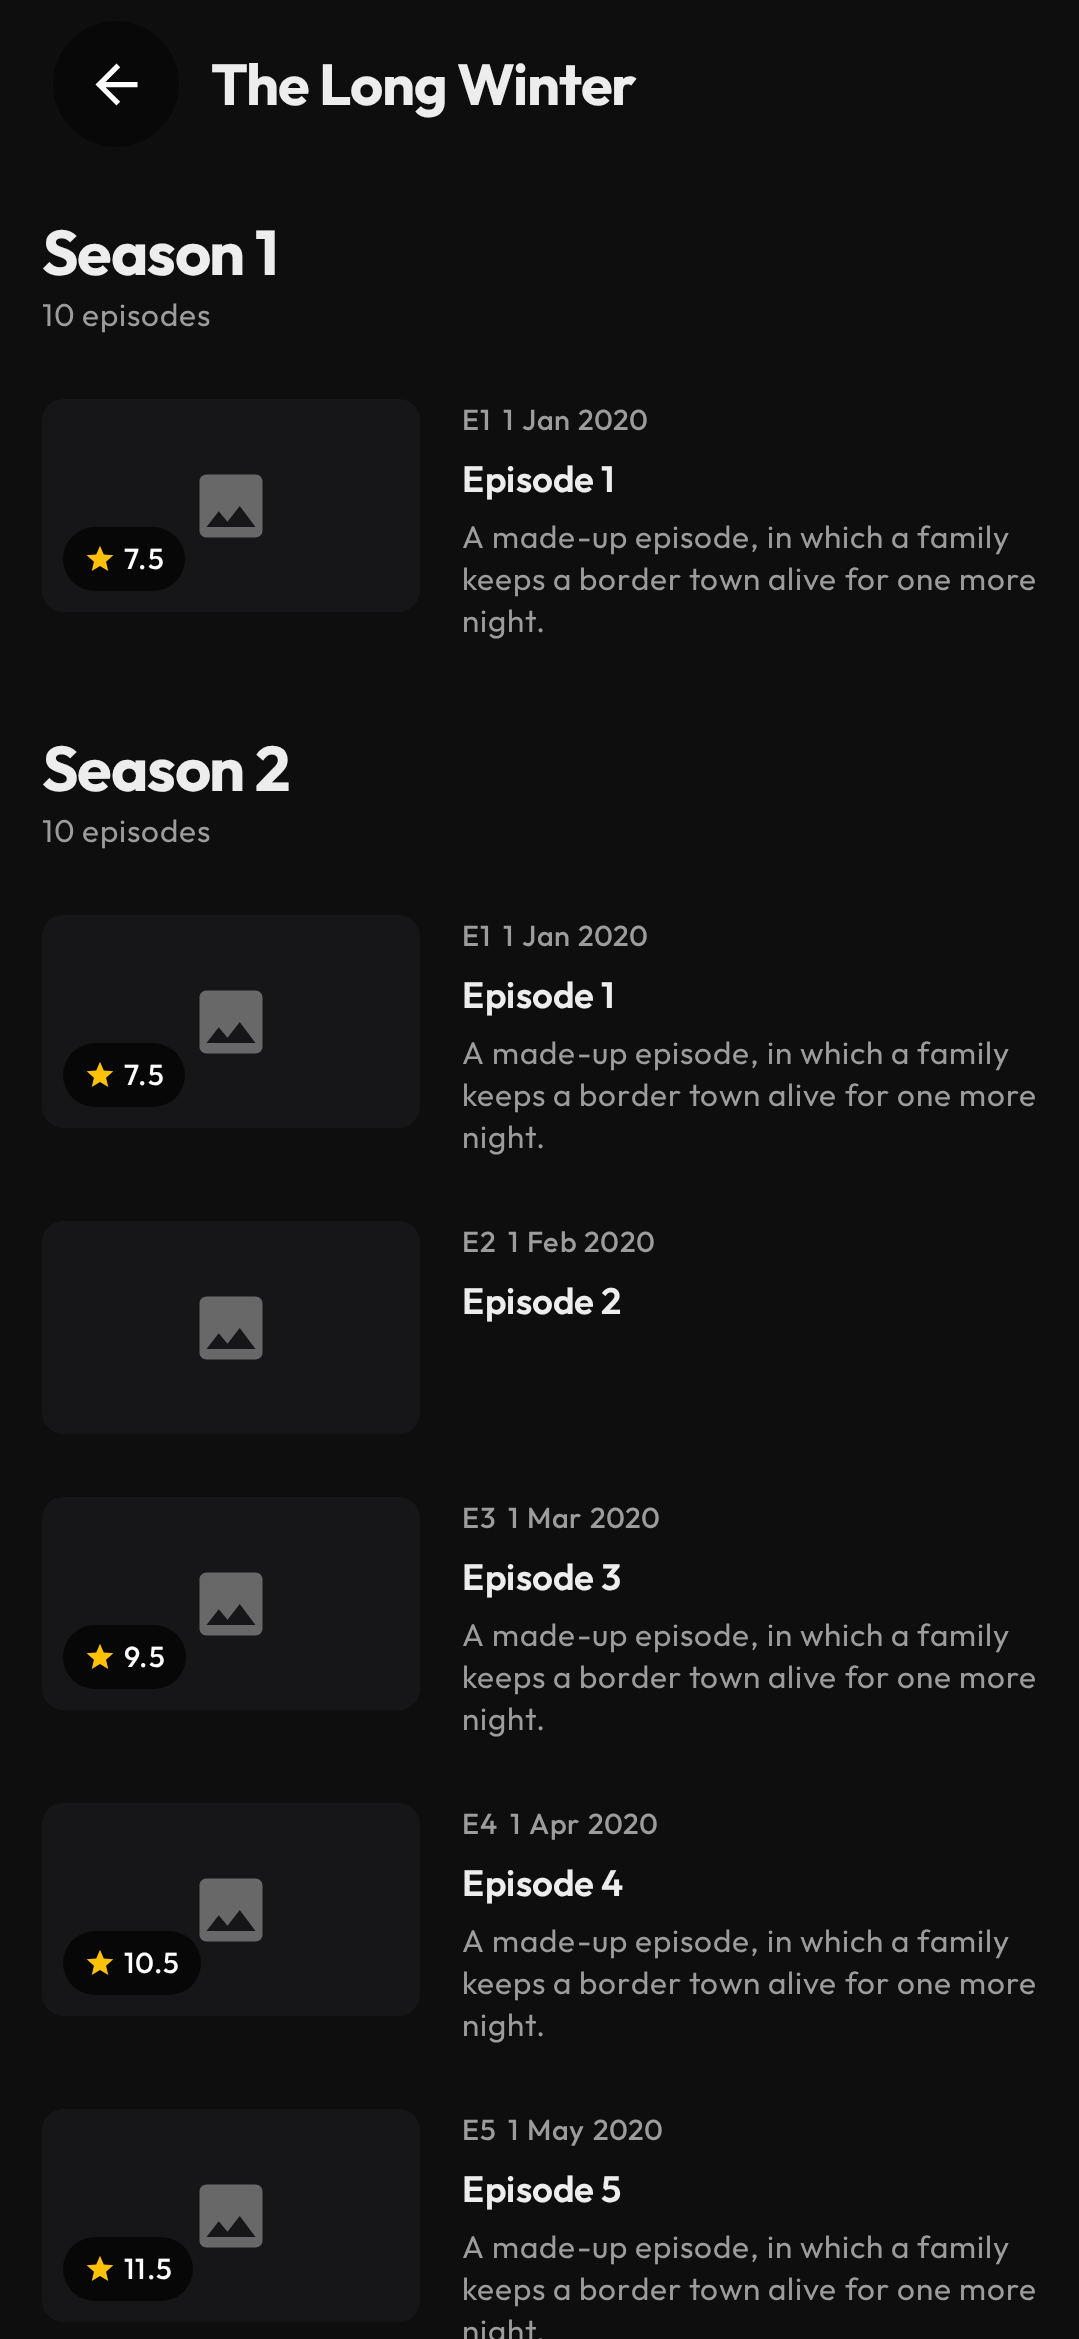 The Long Winter
Season 1
10 episodes
E1 1 Jan 2020
Episode 1
A made-up episode, in which a family
keeps a border town alive for one more
night.
7.5
Season 2
10 episodes
E1 1 Jan 2020
Episode 1
A made-up episode, in which a family
keeps a border town alive for one more
night.
7.5
E2 1 Feb 2020
Episode 2
E3 1 Mar 2020
Episode 3
A made-up episode, in which a family
keeps a border town alive for one more
night.
9.5
E4 1 Apr 2020
Episode 4
A made-up episode, in which a family
keeps a border town alive for one more
night.
10.5
E5 1 May 2020
Episode 5
A made-up episode, in which a family
keeps a border town alive for one more
night.
11.5